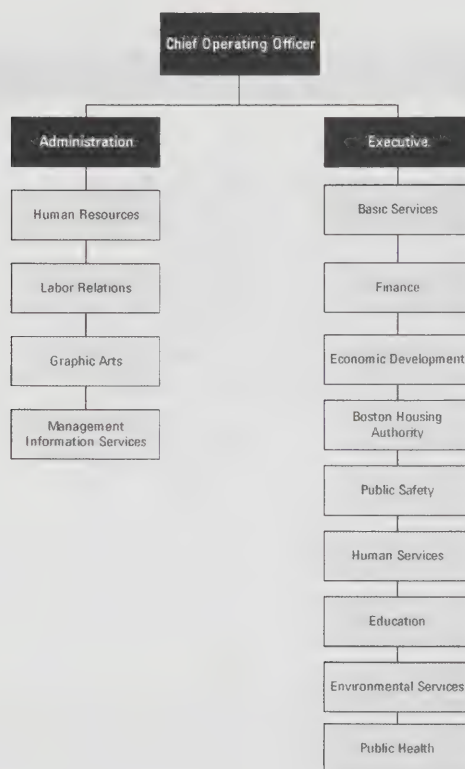 Chief Operating Officer
Administration
Human Resources
Labor Relations
Graphic Arts
Management
Information Services
Executive
Basic Services
Finance
Economic Development
Boston Housing
Authority
Public Safety
Human Services
Education
Environmental Services
Public Health